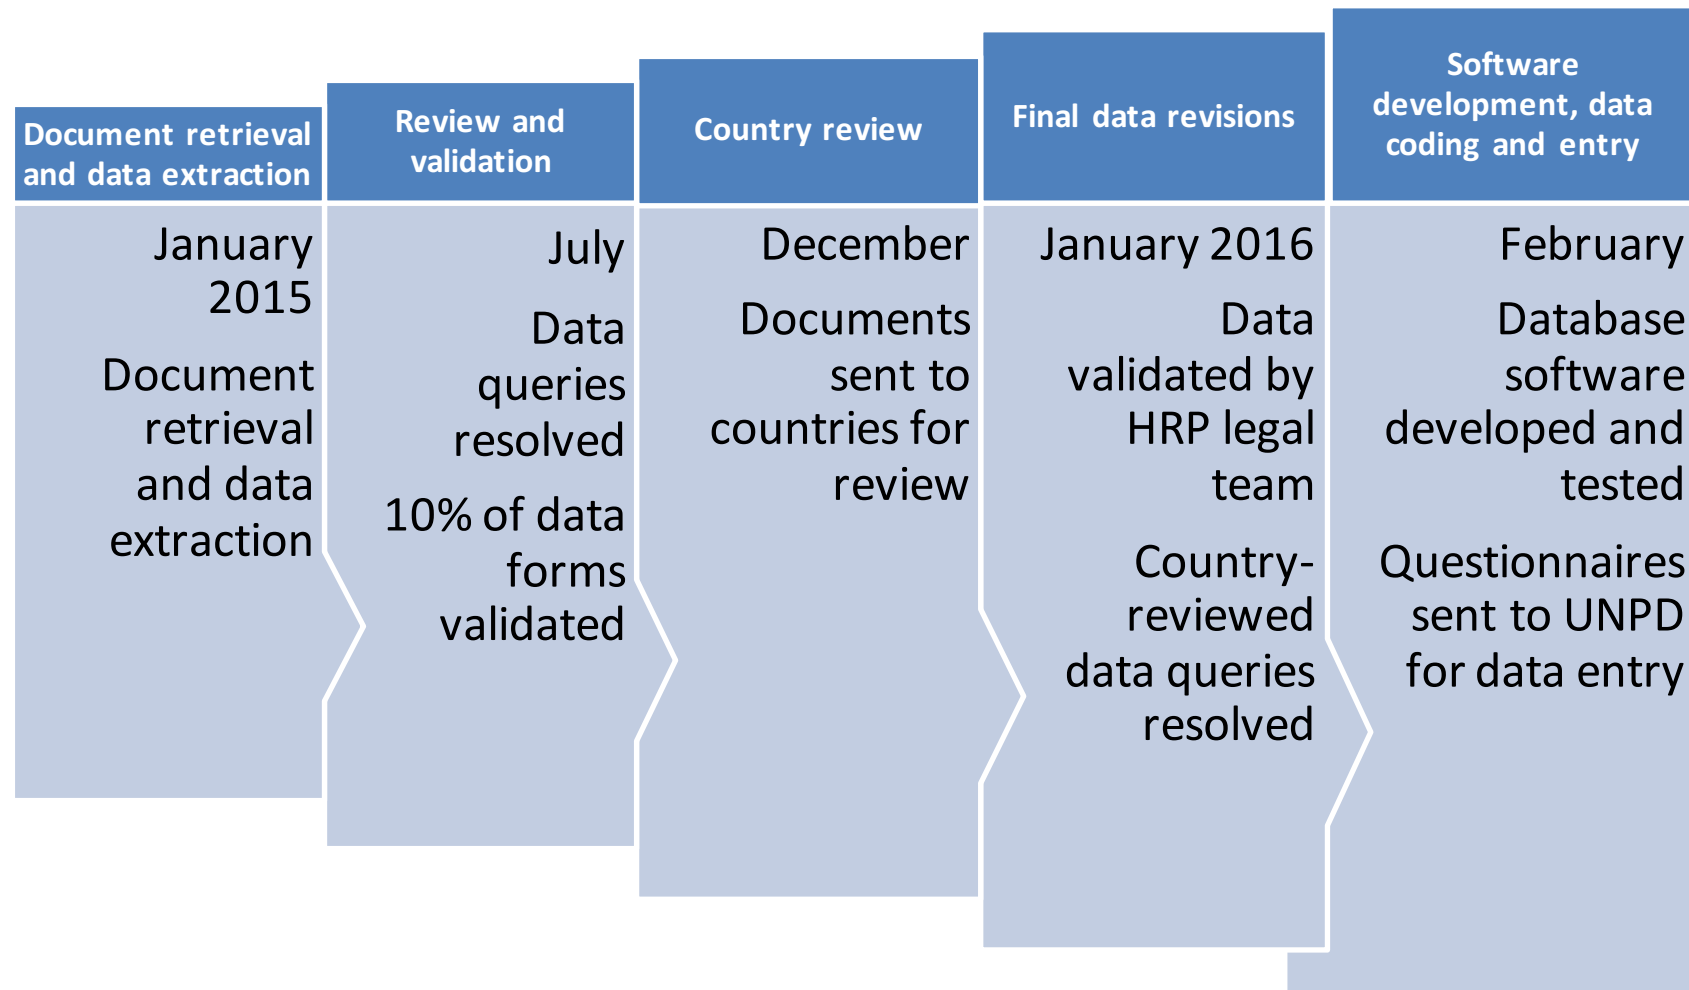 Document retrieval
and data extraction
January
2015
Document
retrieval
and data
extraction
Review and
validation
July
Data
queries
resolved
10% of data
forms
validated
Country review
December
Documents
sent to
countries for
review
Final data revisions
January 2016
Data
validated by
HRP legal
team
Country-
reviewed
data queries
resolved
Software
development, data
coding and entry
February
Database
software
developed and
tested
Questionnaires
sent to UNPD
for data entry